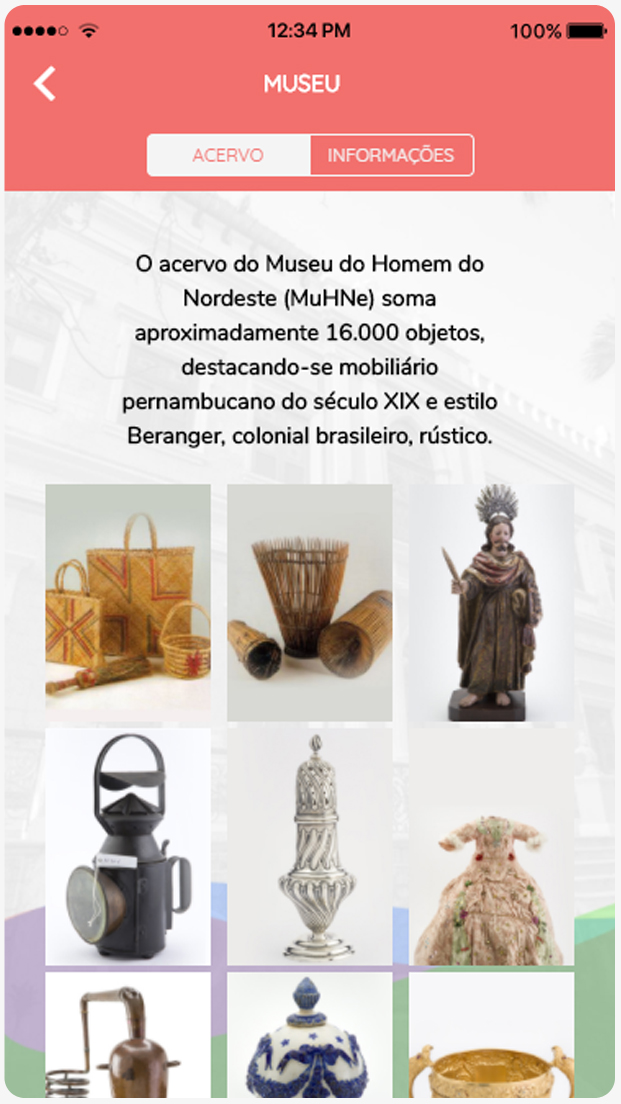 12:34 PM 100%
MUSEU
ACERVO INFORMAÇÕES
O acervo do Museu do Homem do
Nordeste (MuHNe) soma
aproximadamente 16.000 objetos,
destacando-se mobiliário
pernambucano do século XIX e estilo
Beranger, colonial brasileiro, rústico.